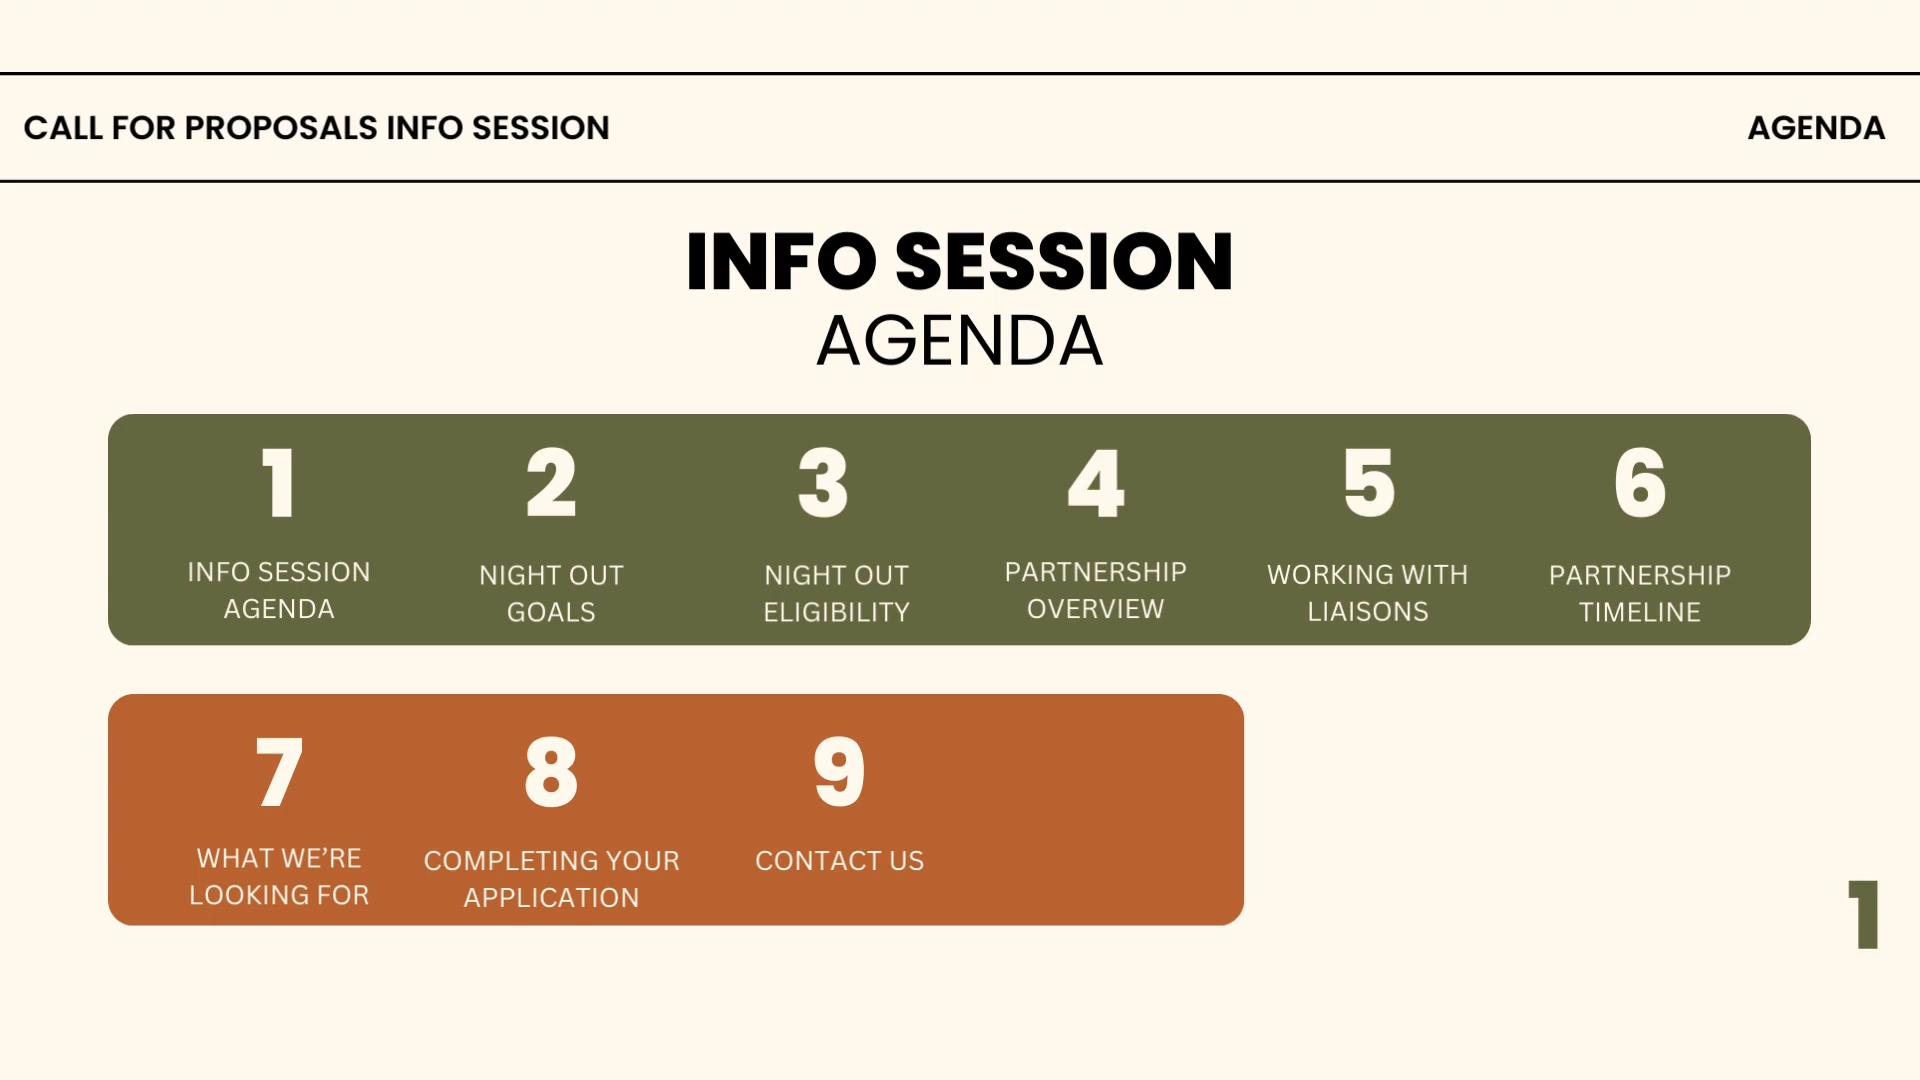 CALL FOR PROPOSALS INFO SESSION
AGENDA
INFO SESSION
AGENDA
1
INFO SESSION
AGENDA
2
NIGHT OUT
GOALS
3
NIGHT OUT
ELIGIBILITY
4
PARTNERSHIP
OVERVIEW
5
WORKING WITH
LIAISONS
6
PARTNERSHIP
TIMELINE
7
WHAT WE’RE
LOOKING FOR
8
COMPLETING YOUR
APPLICATION
9
CONTACT US
1